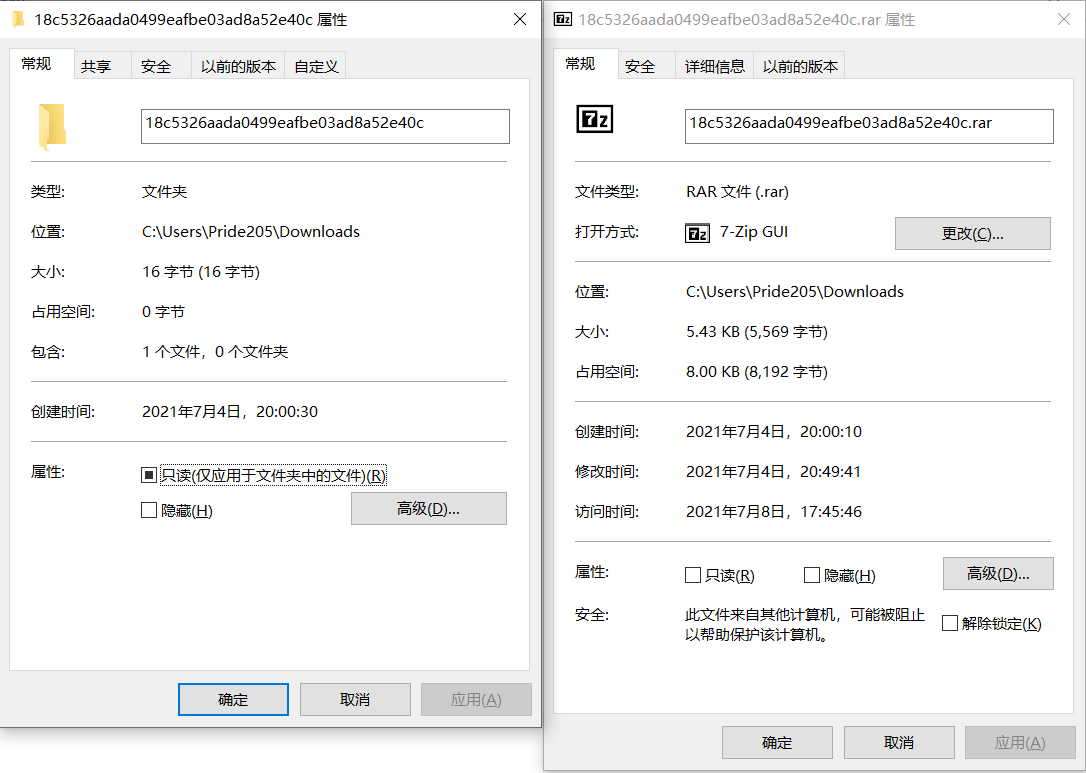 18c5326aada0499eafbe03ad8a52e40c 属性
常规 共享 安全 以前的版本 自定义
18c5326aada0499eafbe03ad8a52e40c
类型: 文件夹
位置: C:\Users\Pride205\Downloads
大小: 16 字节 (16 字节)
占用空间: 0 字节
包含: 1 个文件，0 个文件夹
创建时间: 2021年7月4日，20:00:30
属性: 只读(仅应用于文件夹中的文件)(R)
隐藏(H) 高级(D)...
确定 取消 应用(A)
18c5326aada0499eafbe03ad8a52e40c.rar 属性
常规 安全 详细信息 以前的版本
7z
18c5326aada0499eafbe03ad8a52e40c.rar
文件类型: RAR 文件 (.rar)
打开方式: 7z 7-Zip GUI 更改(C)...
位置: C:\Users\Pride205\Downloads
大小: 5.43 KB (5,569 字节)
占用空间: 8.00 KB (8,192 字节)
创建时间: 2021年7月4日，20:00:10
修改时间: 2021年7月4日，20:49:41
访问时间: 2021年7月8日，17:45:46
属性: 只读(R) 隐藏(H) 高级(D)...
安全: 此文件来自其他计算机，可能被阻止
以帮助保护该计算机。 解除锁定(K)
确定 取消 应用(A)